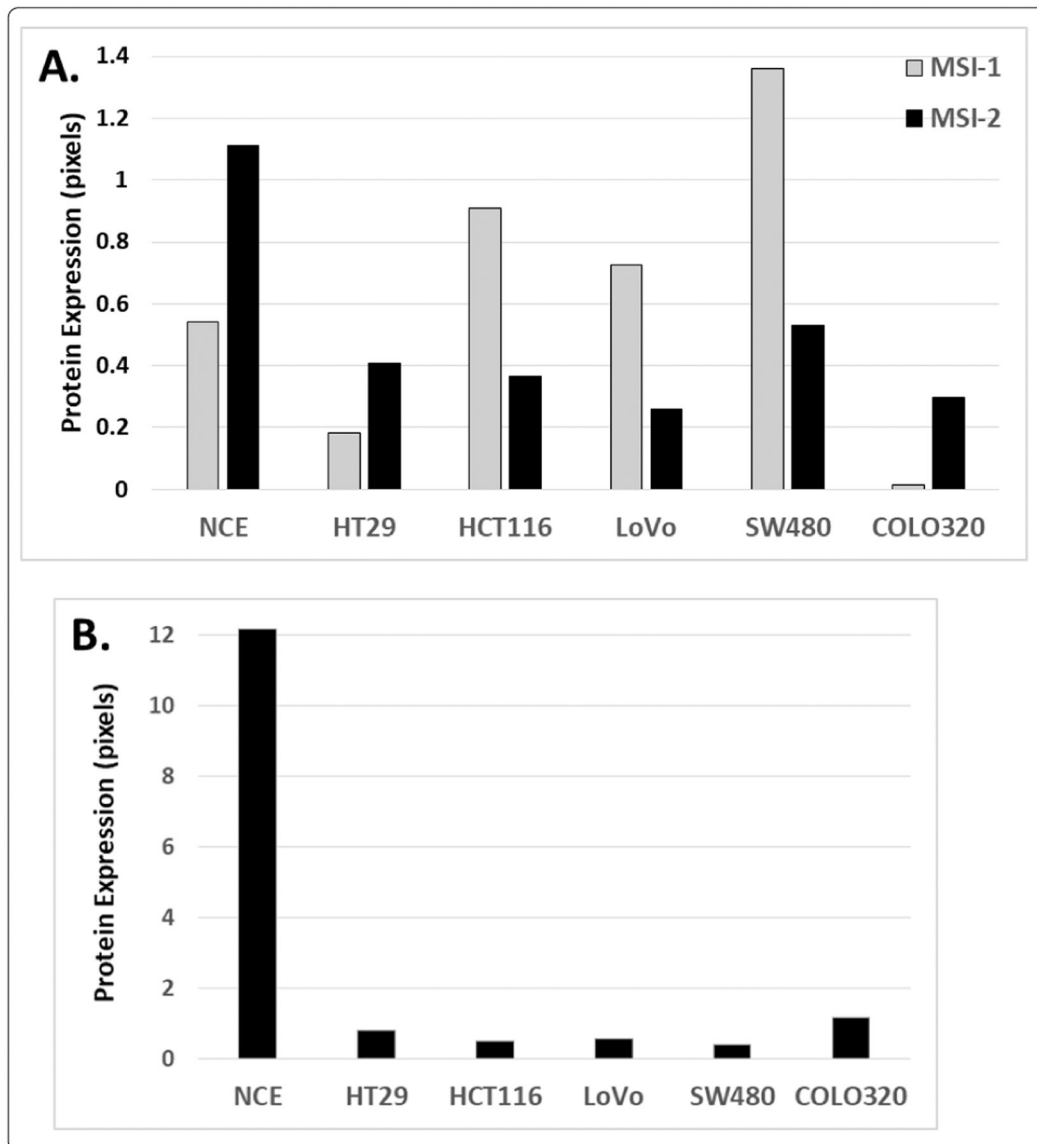 A.
MSI-1
MSI-2
Protein Expression (pixels)
1.4
1.2
1
0.8
0.6
0.4
0.2
0
NCE HT29 HCT116 LoVo SW480 COLO320
B.
Protein Expression (pixels)
12
10
8
6
4
2
0
NCE HT29 HCT116 LoVo SW480 COLO320